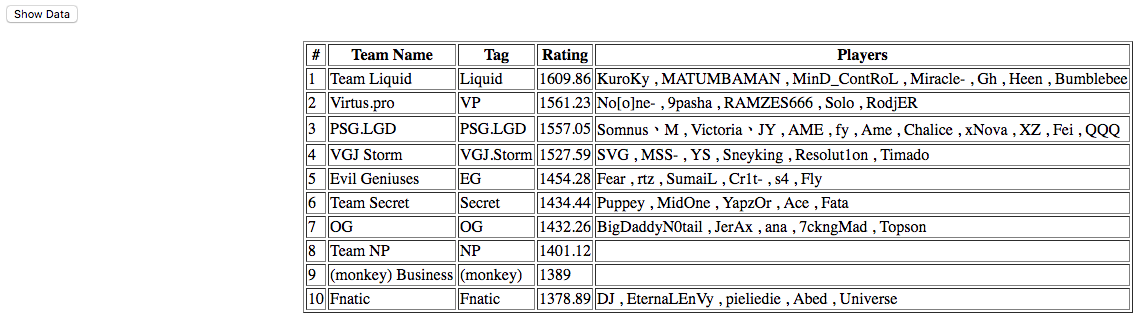 Show Data
# Team Name Tag Rating Players
1 Team Liquid Liquid 1609.86 KuroKy , MATUMBAMAN , MinD_ContRoL , Miracle- , Gh , Heen , Bumblebee
2 Virtus.pro VP 1561.23 No[o]ne- , 9pasha , RAMZES666 , Solo , RodjER
3 PSG.LGD PSG.LGD 1557.05 Somnus丶M , Victoria丶JY , AME , fy , Ame , Chalice , xNova , XZ , Fei , QQQ
4 VGJ Storm VGJ.Storm 1527.59 SVG , MSS- , YS , Sneyking , Resolut1on , Timado
5 Evil Geniuses EG 1454.28 Fear , rtz , SumaiL , Cr1t- , s4 , Fly
6 Team Secret Secret 1434.44 Puppey , MidOne , YapzOr , Ace , Fata
7 OG OG 1432.26 BigDaddyN0tail , JerAx , ana , 7ckngMad , Topson
8 Team NP NP 1401.12
9 (monkey) Business (monkey) 1389
10 Fnatic Fnatic 1378.89 DJ , EternaLEnVy , pieliedie , Abed , Universe